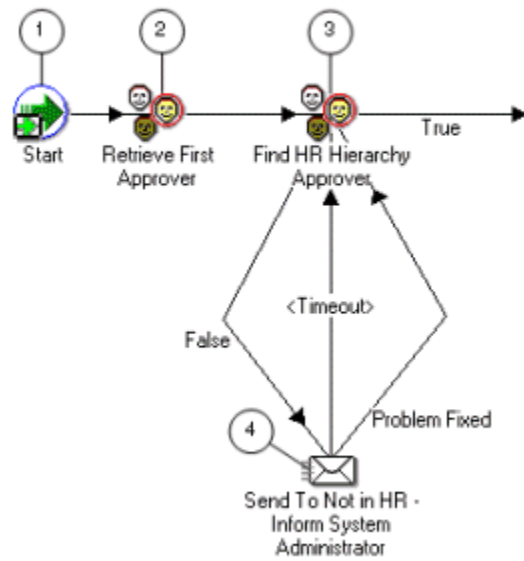 1
2
3
Start
Retrieve First
Approver
Find HR Hierarchy
Approver
True
<Timeout>
False
Problem Fixed
4
Send To Not in HR -
Inform System
Administrator